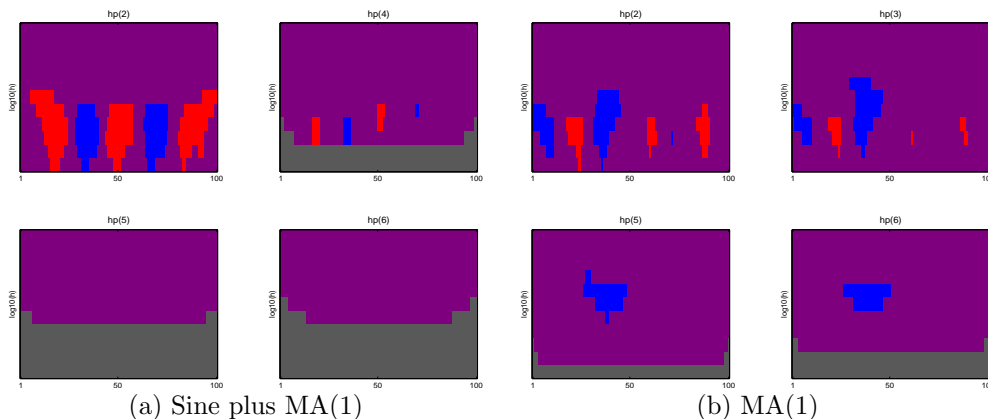 hp(2)
log10(h)
1 50 100
hp(4)
log10(h)
1 50 100
hp(2)
log10(h)
1 50 100
hp(3)
log10(h)
1 50 100
hp(5)
log10(h)
1 50 100
hp(6)
log10(h)
1 50 100
hp(5)
log10(h)
1 50 100
hp(6)
log10(h)
1 50 100
(a) Sine plus MA(1)
(b) MA(1)